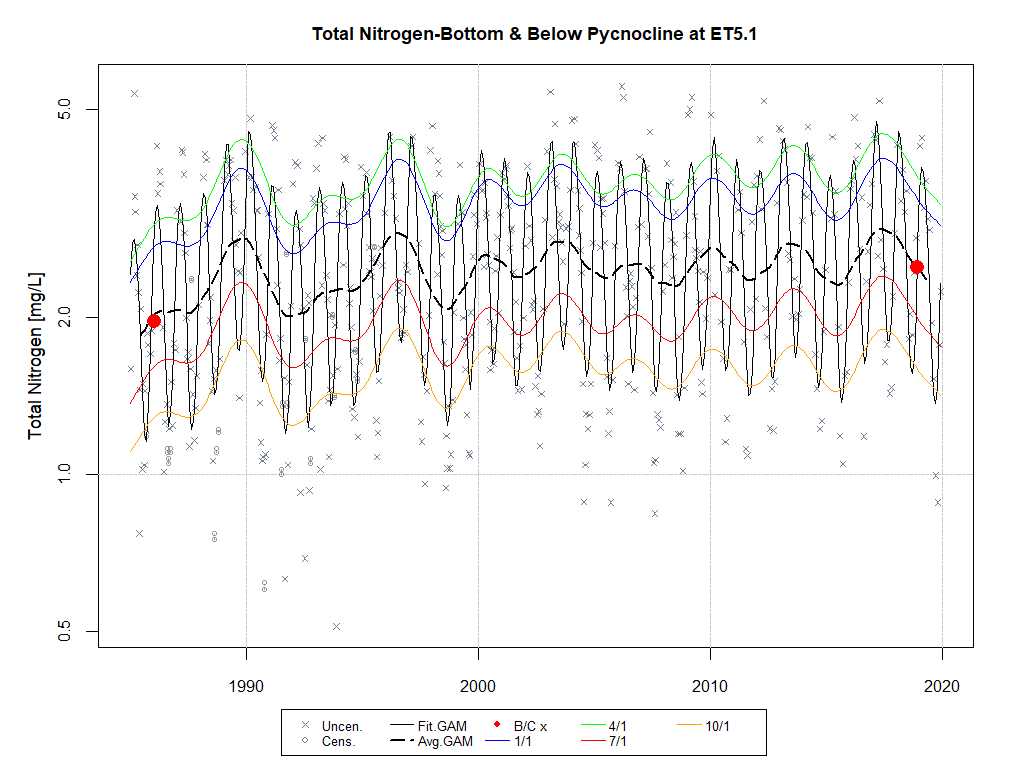 Total Nitrogen-Bottom & Below Pycnocline at ET5.1
Total Nitrogen [mg/L]
5.0
2.0
1.0
0.5
1990 2000 2010 2020
Uncen. Fit.GAM B/C x 4/1 10/1
Cens. Avg.GAM 1/1 7/1